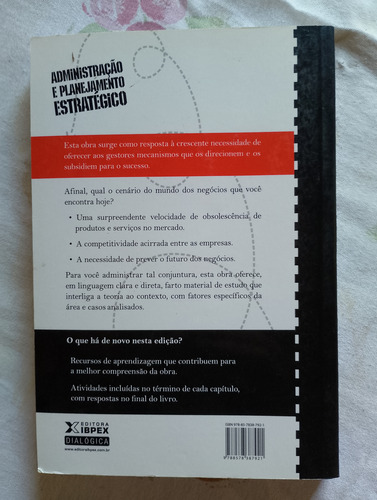 ADMINISTRAÇÃO
E PLANEJAMENTO
ESTRATÉGICO
Esta obra surge como resposta à crescente necessidade de
oferecer aos gestores mecanismos que os direcionem e os
subsidiem para o sucesso.
Afinal, qual o cenário do mundo dos negócios que você
encontra hoje?
• Uma surpreendente velocidade de obsolescência de
produtos e serviços no mercado.
• A competitividade acirrada entre as empresas.
• A necessidade de prever o futuro dos negócios.
Para você administrar tal conjuntura, esta obra oferece,
em linguagem clara e direta, farto material de estudo que
interliga a teoria ao contexto, com fatores específicos da
área e casos analisados.
O que há de novo nesta edição?
Recursos de aprendizagem que contribuem para
a melhor compreensão da obra.
Atividades incluídas no término de cada capítulo,
com respostas no final do livro.
EDITORA
IBPEX
DIALÓGICA
www.editoraibpex.com.br